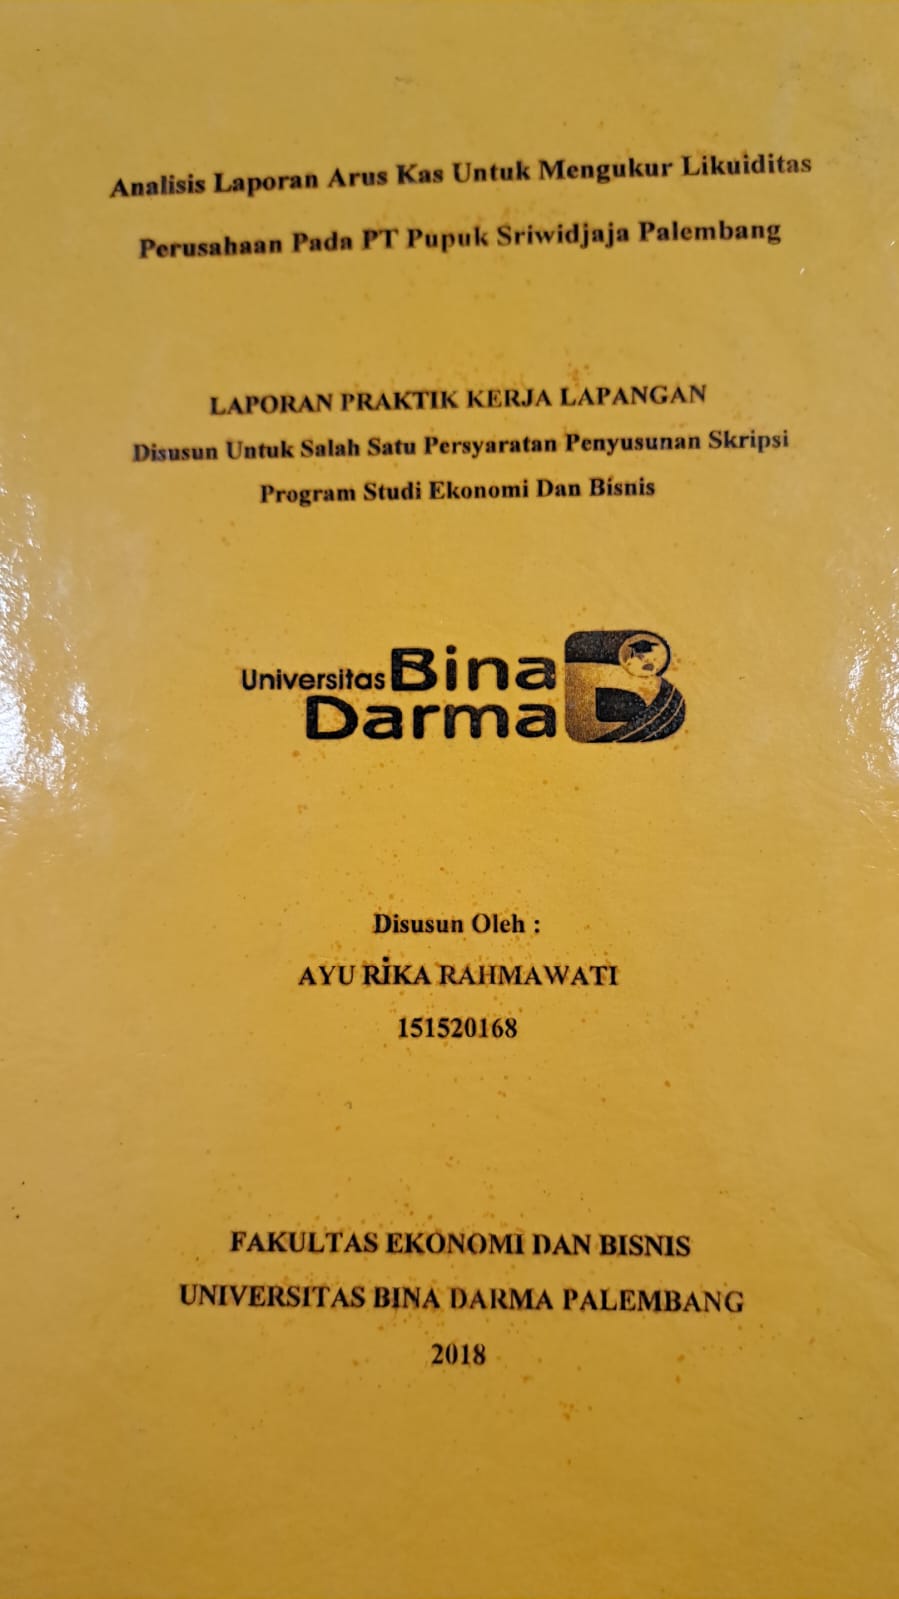 Analisis Laporan Arus Kas Untuk Mengukur Likuiditas
Perusahaan Pada PT Pupuk Sriwidjaja Palembang
LAPORAN PRAKTIK KERJA LAPANGAN
Disusun Untuk Salah Satu Persyaratan Penyusunan Skripsi
Program Studi Ekonomi Dan Bisnis
Universitas Bina
Darma
Disusun Oleh :
AYU RİKA RAHMAWATI
151520168
FAKULTAS EKONOMI DAN BISNIS
UNIVERSITAS BINA DARMA PALEMBANG
2018